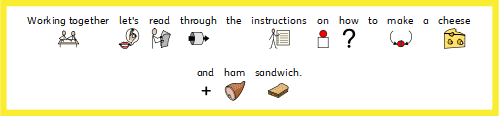 Working together let's read through the instructions on how to make a cheese
and ham sandwich.